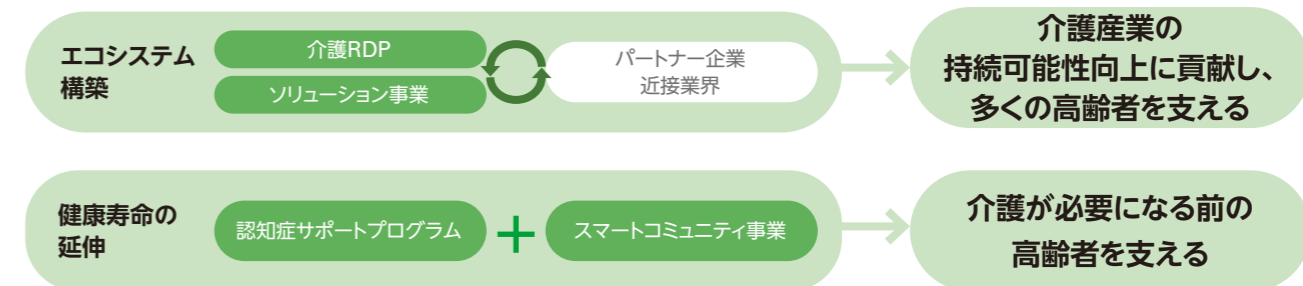 エコシステム
構築
介護RDP
ソリューション事業
パートナー企業
近接業界
介護産業の
持続可能性向上に貢献し、
多くの高齢者を支える
健康寿命の
延伸
認知症サポートプログラム
+
スマートコミュニティ事業
介護が必要になる前の
高齢者を支える